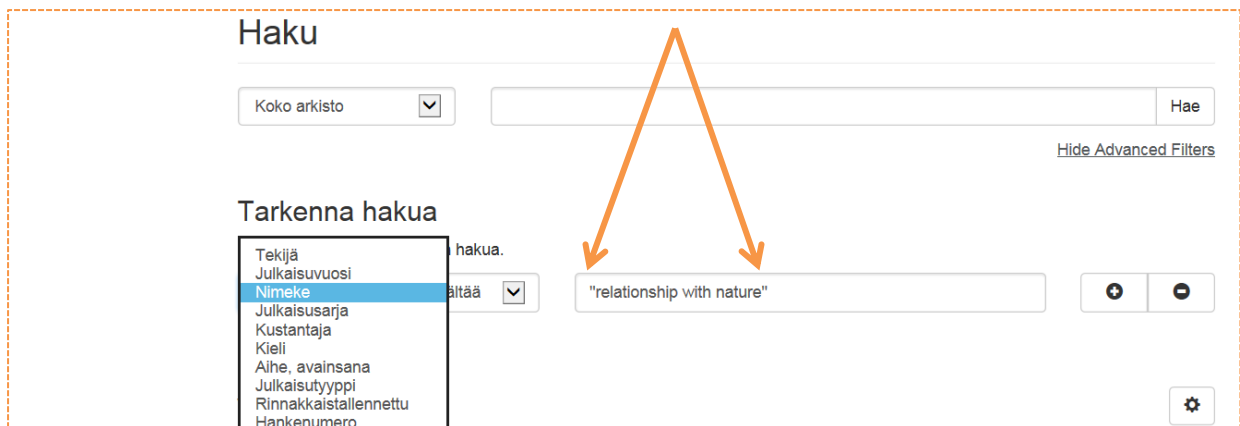 Haku
Koko arkisto
Hae
Hide Advanced Filters
Tarkenna hakua
hakua.
Tekijä
Julkaisuvuosi
Nimeke
ältää
"relationship with nature"
Julkaisusarja
Kustantaja
Kieli
Aihe, avainsana
Julkaisutyyppi
Rinnakkaistallennettu
Hankenumero